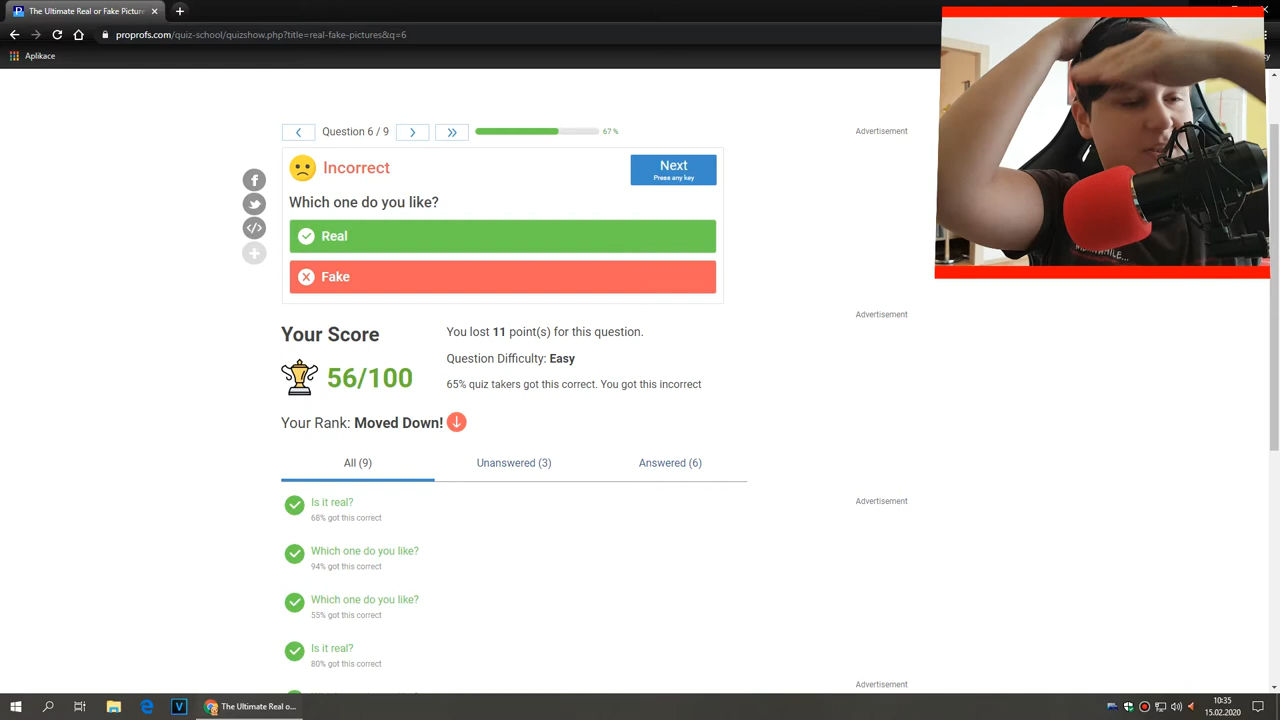 The Ultimate Real or Fake Picture
proprofs.com/quiz-school/quizshow.php?title=real-fake-pictures&q=6
Aplikace
Question 6 / 9
67 %
Advertisement
Incorrect
Next
Press any key
Which one do you like?
Real
Fake
Advertisement
Your Score
You lost 11 point(s) for this question.
Question Difficulty: Easy
56/100
65% quiz takers got this correct. You got this incorrect
Your Rank: Moved Down!
All (9)
Unanswered (3)
Answered (6)
Is it real?
68% got this correct
Advertisement
Which one do you like?
94% got this correct
Which one do you like?
55% got this correct
Is it real?
80% got this correct
Advertisement
The Ultimate Real o...
10:35
15.02.2020